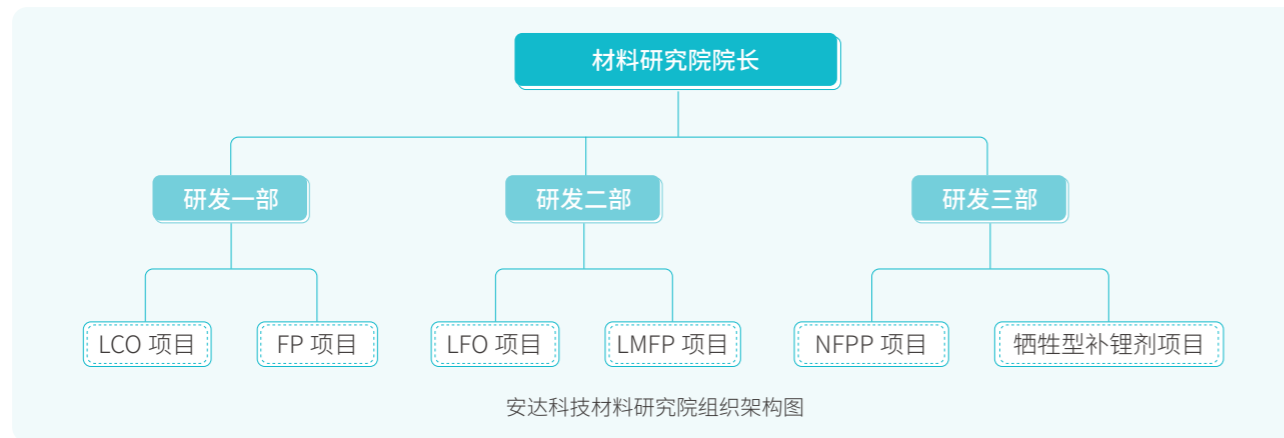 材料研究院院长
研发一部
研发二部
研发三部
LCO 项目
FP 项目
LFO 项目
LMFP 项目
NFPP 项目
牺牲型补锂剂项目
安达科技材料研究院组织架构图